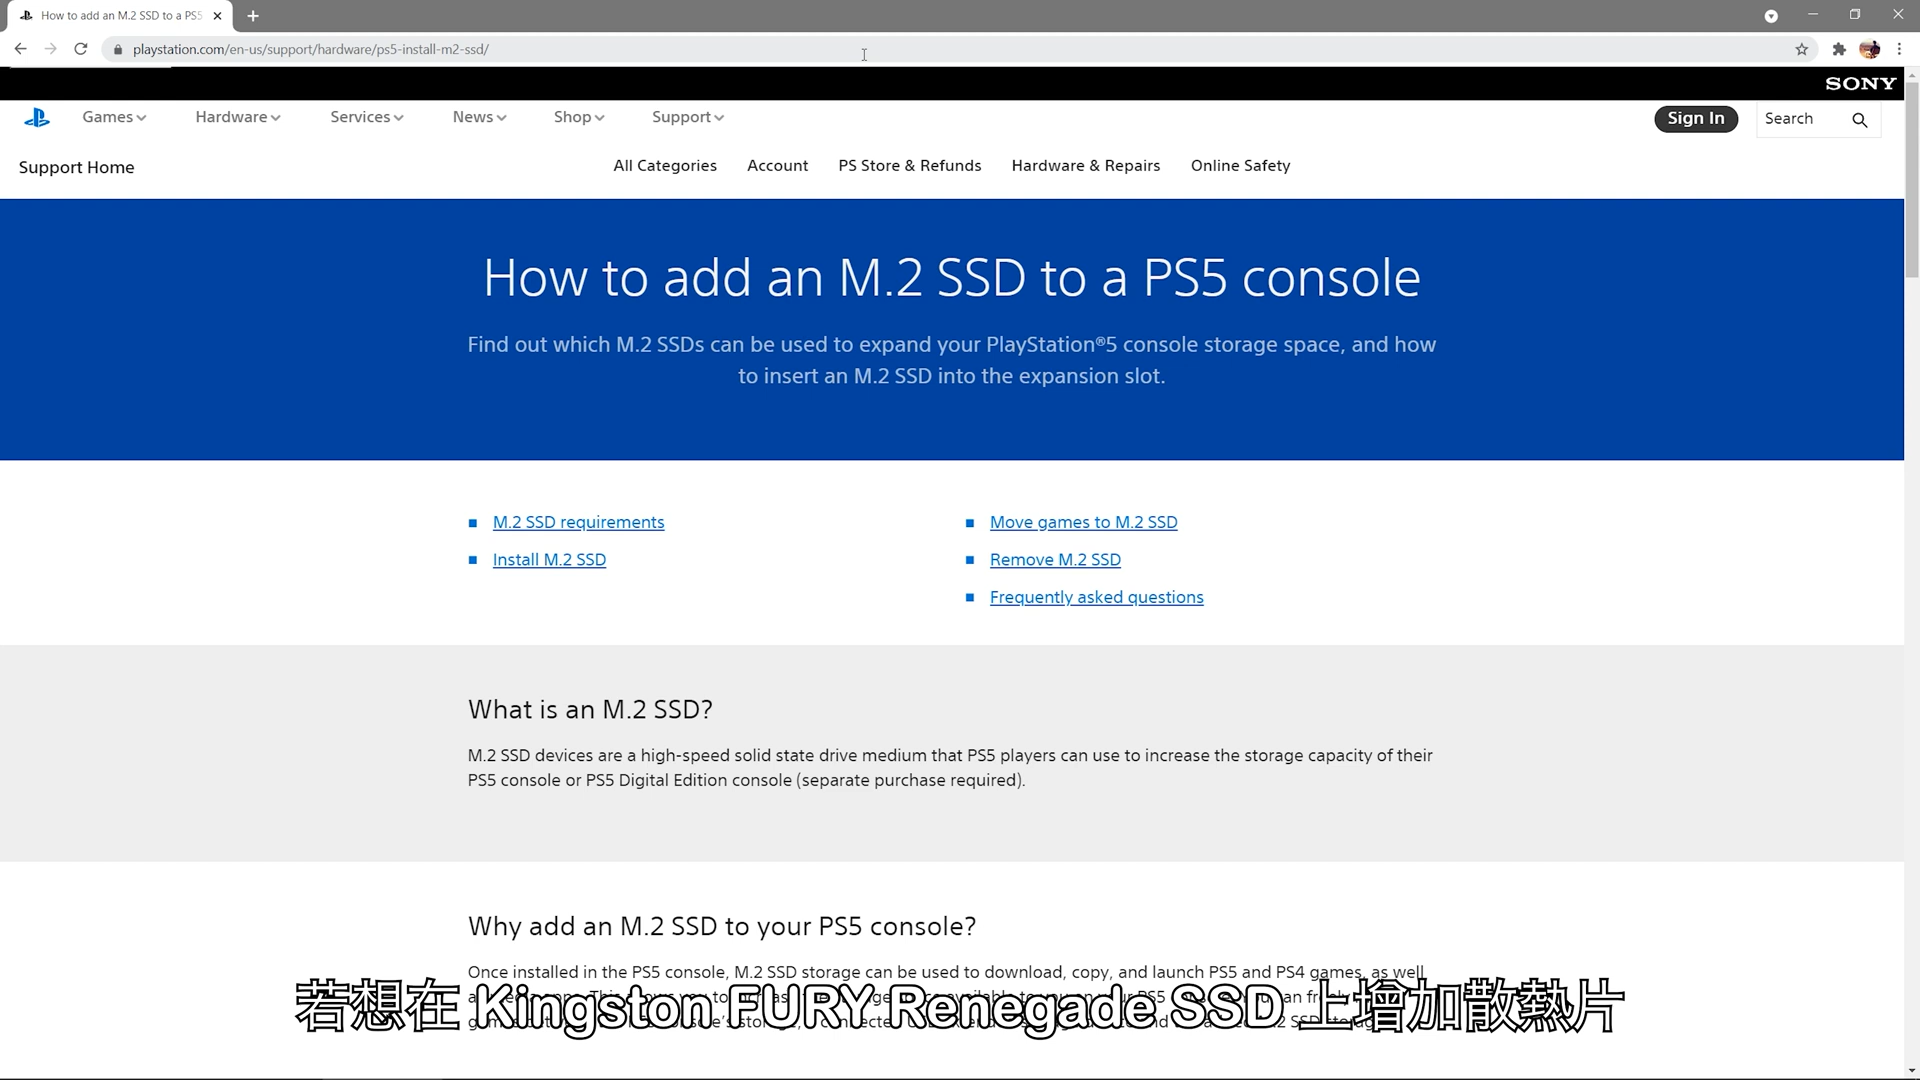 How to add an M.2 SSD to a PS5
playstation.com/en-us/support/hardware/ps5-install-m2-ssd/
SONY
Games Hardware Services News Shop Support Sign In Search
Support Home All Categories Account PS Store & Refunds Hardware & Repairs Online Safety
How to add an M.2 SSD to a PS5 console
Find out which M.2 SSDs can be used to expand your PlayStation®5 console storage space, and how
to insert an M.2 SSD into the expansion slot.
M.2 SSD requirements
Install M.2 SSD
Move games to M.2 SSD
Remove M.2 SSD
Frequently asked questions
What is an M.2 SSD?
M.2 SSD devices are a high-speed solid state drive medium that PS5 players can use to increase the storage capacity of their
PS5 console or PS5 Digital Edition console (separate purchase required).
Why add an M.2 SSD to your PS5 console?
Once installed in the PS5 console, M.2 SSD storage can be used to download, copy, and launch PS5 and PS4 games, as well
若想在 Kingston FURY Renegade SSD 上增加散熱片